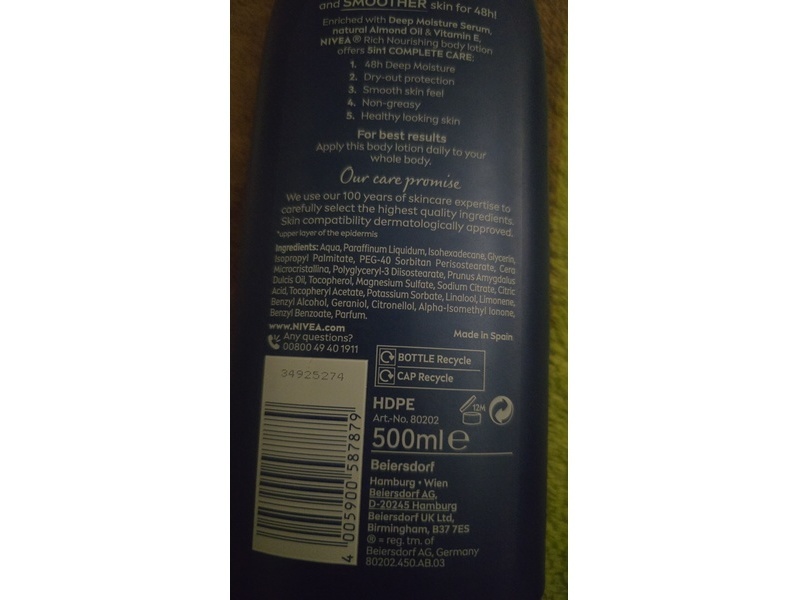 and SMOOTHER skin for 48h!
Enriched with Deep Moisture Serum,
natural Almond Oil & Vitamin E,
NIVEA® Rich Nourishing body lotion
offers 5in1 COMPLETE CARE:
1. 48h Deep Moisture
2. Dry-out protection
3. Smooth skin feel
4. Non-greasy
5. Healthy looking skin
For best results
Apply this body lotion daily to your
whole body.
Our care promise
We use our 100 years of skincare expertise to
carefully select the highest quality ingredients.
Skin compatibility dermatologically approved.
*upper layer of the epidermis
Ingredients: Aqua, Paraffinum Liquidum, Isohexadecane, Glycerin,
Isopropyl Palmitate, PEG-40 Sorbitan Perisostearate, Cera
Microcristallina, Polyglyceryl-3 Diisostearate, Prunus Amygdalus
Dulcis Oil, Tocopherol, Magnesium Sulfate, Sodium Citrate, Citric
Acid, Tocopheryl Acetate, Potassium Sorbate, Linalool, Limonene,
Benzyl Alcohol, Geraniol, Citronellol, Alpha-Isomethyl Ionone,
Benzyl Benzoate, Parfum.
www.NIVEA.com
Made in Spain
Any questions?
00800 49 40 1911
BOTTLE Recycle
CAP Recycle
34925274
HDPE
Art.-No. 80202
12M
500ml e
4 005900 587879
Beiersdorf
Hamburg • Wien
Beiersdorf AG,
D-20245 Hamburg
Beiersdorf UK Ltd,
Birmingham, B37 7ES
® = reg. tm. of
Beiersdorf AG, Germany
80202.450.AB.03